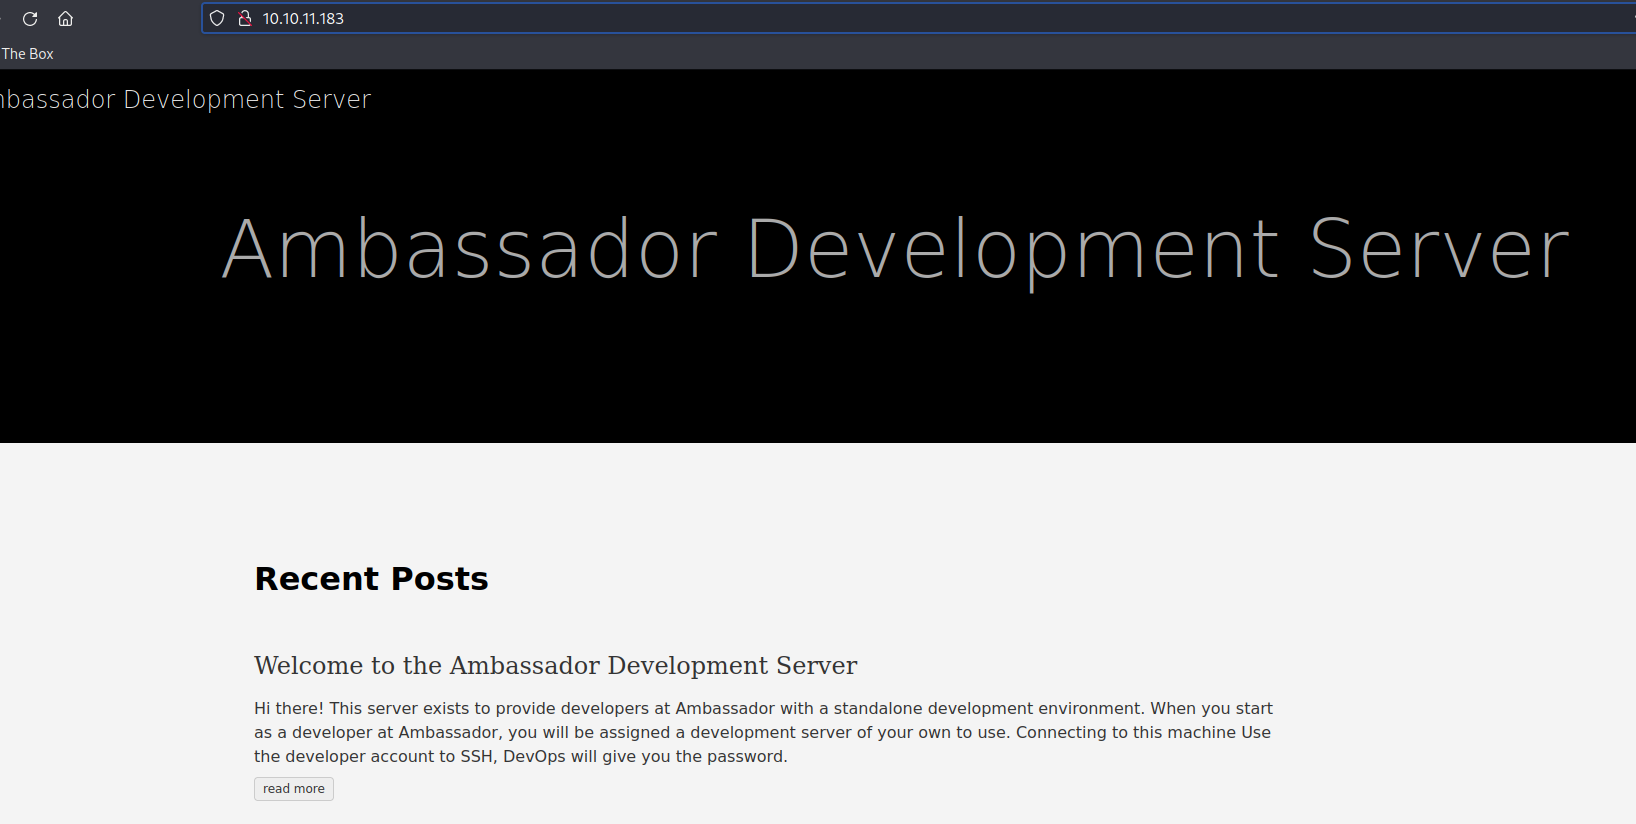 10.10.11.183
The Box
mbassador Development Server
Ambassador Development Server
Recent Posts
Welcome to the Ambassador Development Server
Hi there! This server exists to provide developers at Ambassador with a standalone development environment. When you start
as a developer at Ambassador, you will be assigned a development server of your own to use. Connecting to this machine Use
the developer account to SSH, DevOps will give you the password.
read more